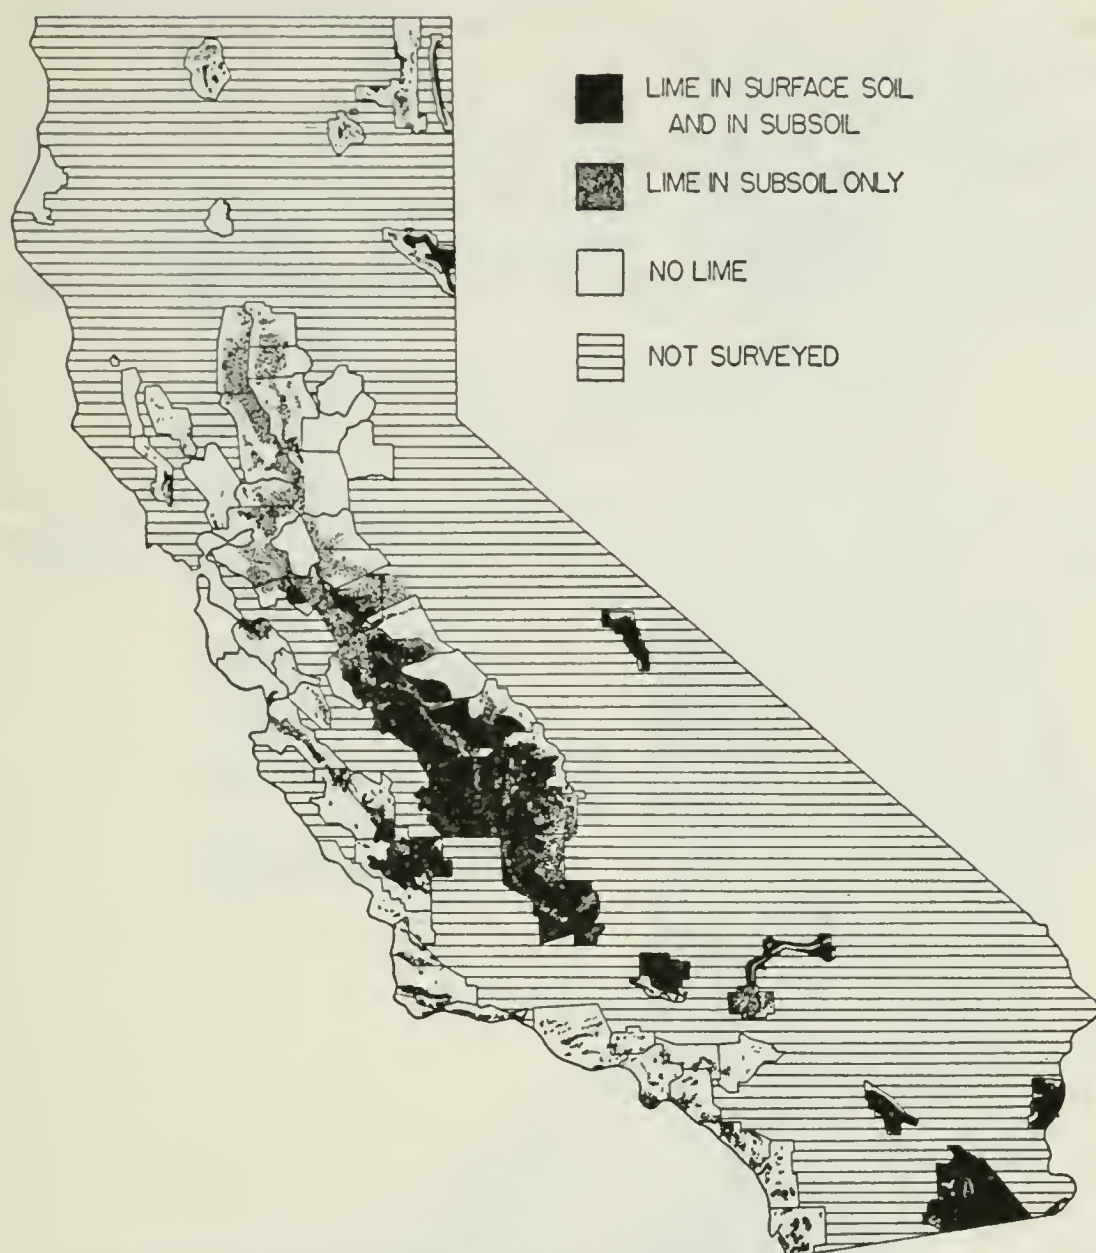 LIME IN SURFACE SOIL
AND IN SUBSOIL
LIME IN SUBSOIL ONLY
NO LIME
NOT SURVEYED